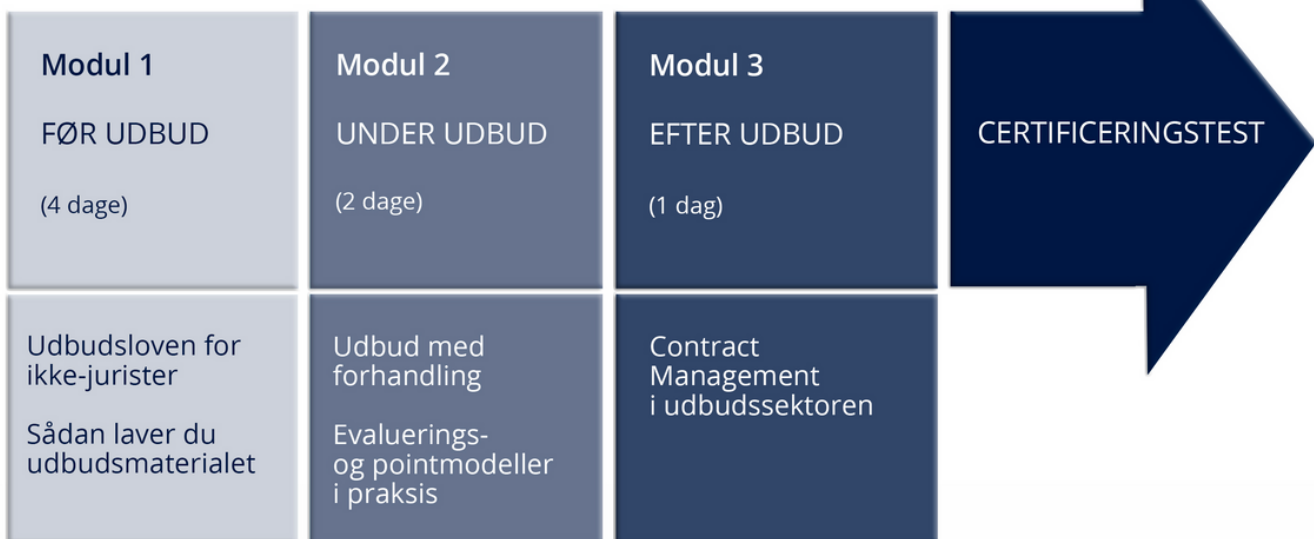 Modul 1
FØR UDBUD
(4 dage)
Modul 2
UNDER UDBUD
(2 dage)
Modul 3
EFTER UDBUD
(1 dag)
CERTIFICERINGSTEST
Udbudsloven for
ikke-jurister
Sådan laver du
udbudsmaterialet
Udbud med
forhandling
Evaluerings-
og pointmodeller
i praksis
Contract
Management
i udbudssektoren